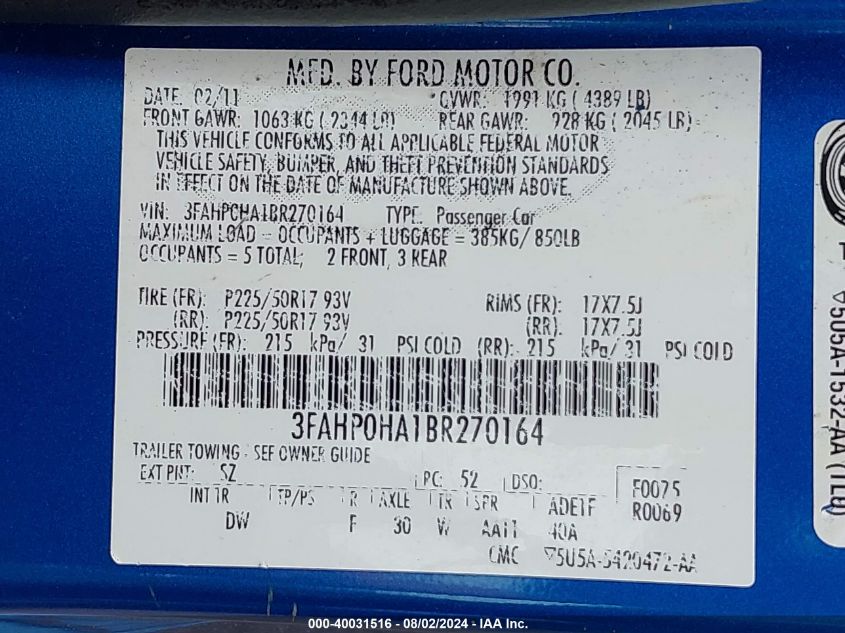 MFD. BY FORD MOTOR CO.
DATE: 02/11 GVWR: 1991 KG ( 4389 LB)
FRONT GAWR: 1063 KG ( 2344 LB) REAR GAWR: 928 KG ( 2045 LB)
THIS VEHICLE CONFORMS TO ALL APPLICABLE FEDERAL MOTOR
VEHICLE SAFETY, BUMPER, AND THEFT PREVENTION STANDARDS
IN EFFECT ON THE DATE OF MANUFACTURE SHOWN ABOVE.
VIN: 3FAHP0HA1BR270164 TYPE: Passenger Car
MAXIMUM LOAD = OCCUPANTS + LUGGAGE = 385KG/ 850LB
OCCUPANTS = 5 TOTAL; 2 FRONT, 3 REAR
TIRE (FR): P225/50R17 93V RIMS (FR): 17X7.5J
(RR): P225/50R17 93V (RR): 17X7.5J
PRESSURE (FR): 215 kPa/ 31 PSI COLD (RR): 215 kPa/ 31 PSI COLD
3FAHP0HA1BR270164
TRAILER TOWING - SEE OWNER GUIDE
EXT PNT: SZ PC: 52 DSO: F0075
INT TR TP/PS R AXLE TR SPR ADETF R0069
DW F 30 W AA11 40A
CMC 5U5A-5420472-AA
5U5A-1532-AA (TLB)
000-40031516 - 08/02/2024 - IAA Inc.